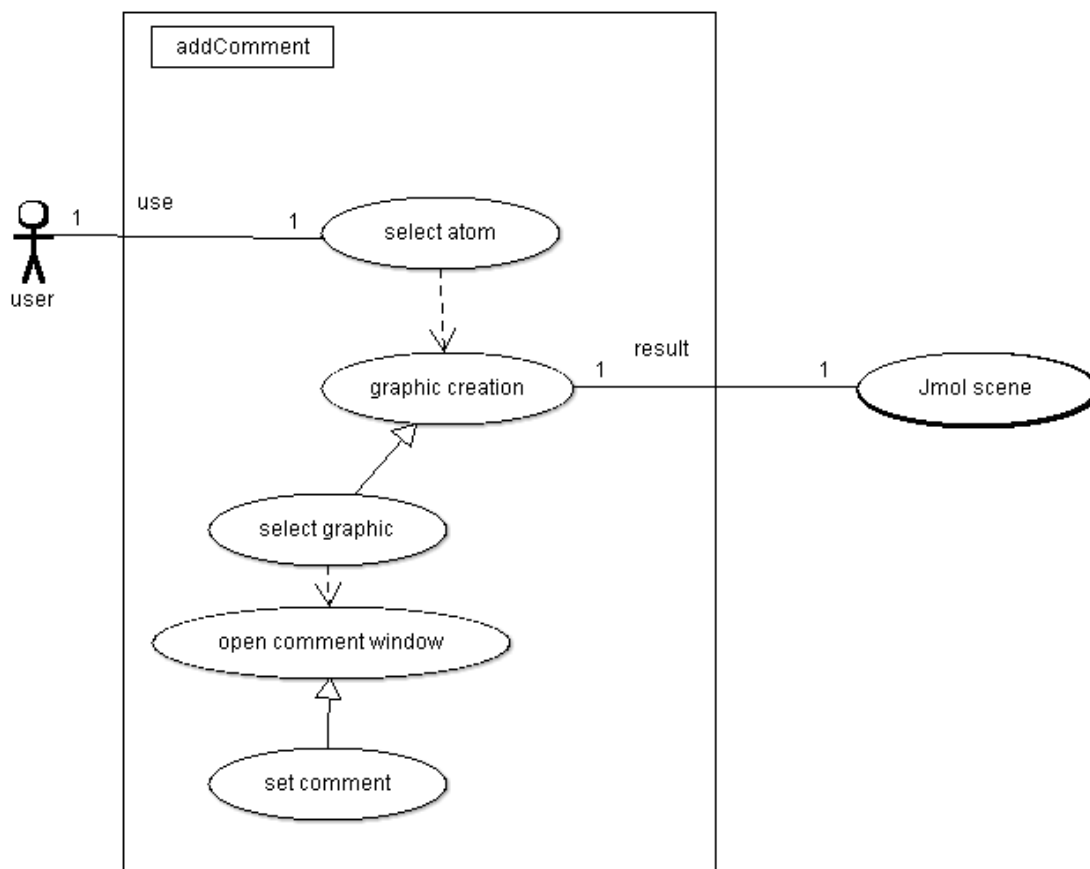 addComment
use
1
1
select atom
user
result
graphic creation
1
1
Jmol scene
select graphic
open comment window
set comment